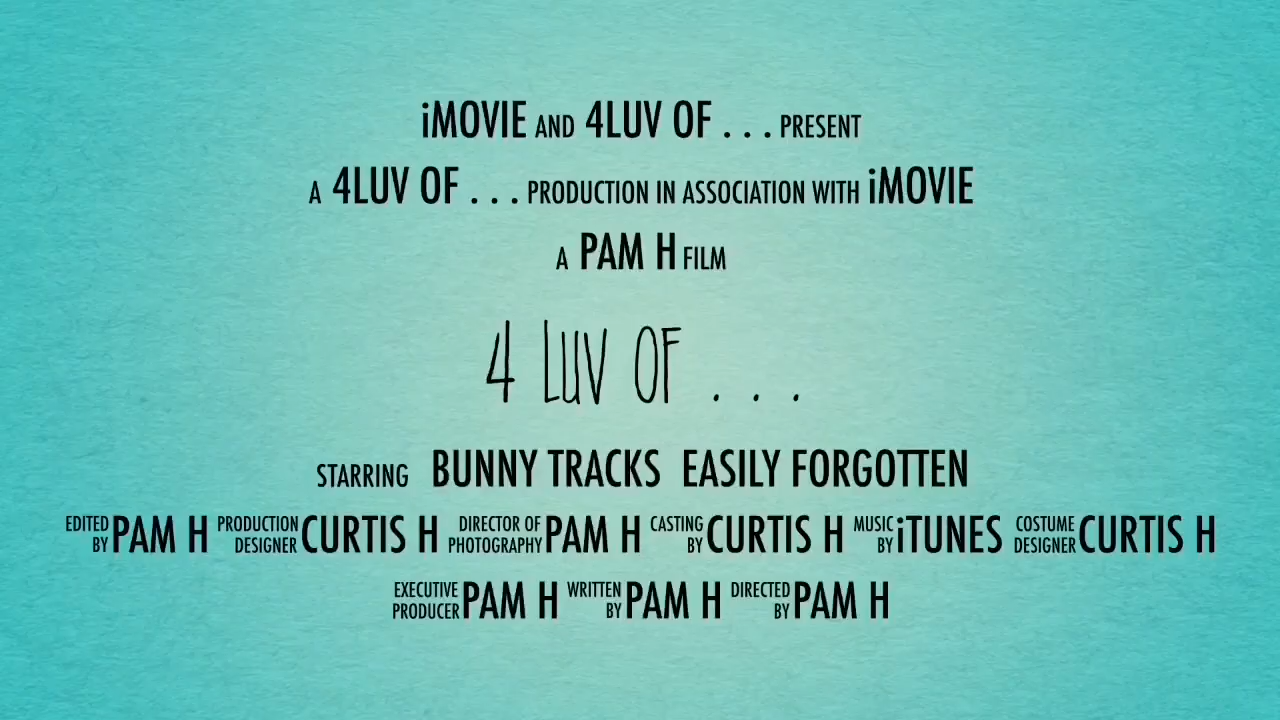 iMOVIE AND 4LUV OF . . . PRESENT
A 4LUV OF . . . PRODUCTION IN ASSOCIATION WITH iMOVIE
A PAM H FILM
4 LUV OF . . .
STARRING BUNNY TRACKS EASILY FORGOTTEN
EDITED BY PAM H PRODUCTION DESIGNER CURTIS H DIRECTOR OF PHOTOGRAPHY PAM H CASTING BY CURTIS H MUSIC BY iTUNES COSTUME DESIGNER CURTIS H
EXECUTIVE PRODUCER PAM H WRITTEN BY PAM H DIRECTED BY PAM H